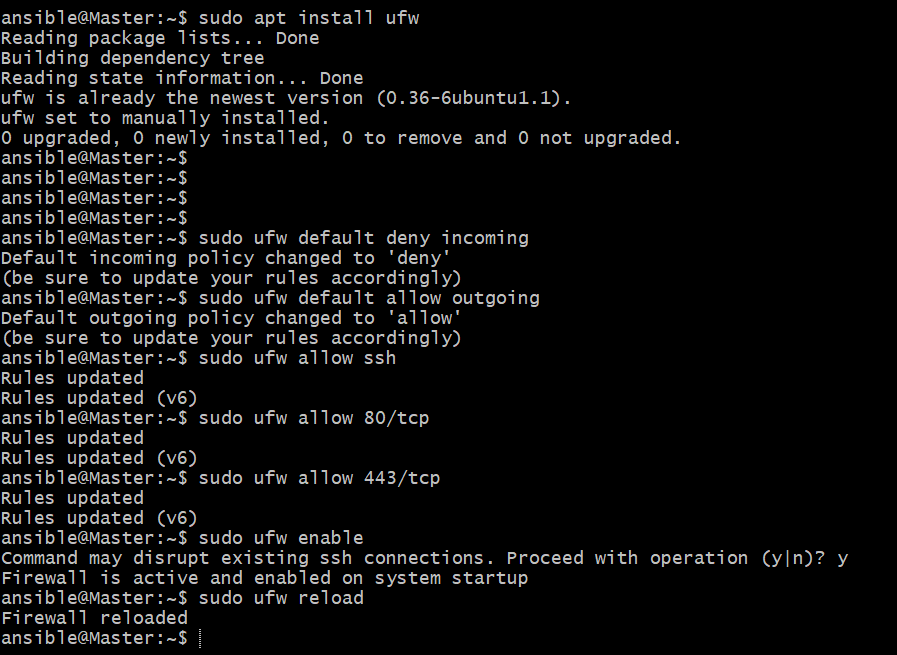 ansible@Master:~$ sudo apt install ufw
Reading package lists... Done
Building dependency tree
Reading state information... Done
ufw is already the newest version (0.36-6ubuntu1.1).
ufw set to manually installed.
0 upgraded, 0 newly installed, 0 to remove and 0 not upgraded.
ansible@Master:~$
ansible@Master:~$
ansible@Master:~$
ansible@Master:~$
ansible@Master:~$ sudo ufw default deny incoming
Default incoming policy changed to 'deny'
(be sure to update your rules accordingly)
ansible@Master:~$ sudo ufw default allow outgoing
Default outgoing policy changed to 'allow'
(be sure to update your rules accordingly)
ansible@Master:~$ sudo ufw allow ssh
Rules updated
Rules updated (v6)
ansible@Master:~$ sudo ufw allow 80/tcp
Rules updated
Rules updated (v6)
ansible@Master:~$ sudo ufw allow 443/tcp
Rules updated
Rules updated (v6)
ansible@Master:~$ sudo ufw enable
Command may disrupt existing ssh connections. Proceed with operation (y|n)? y
Firewall is active and enabled on system startup
ansible@Master:~$ sudo ufw reload
Firewall reloaded
ansible@Master:~$